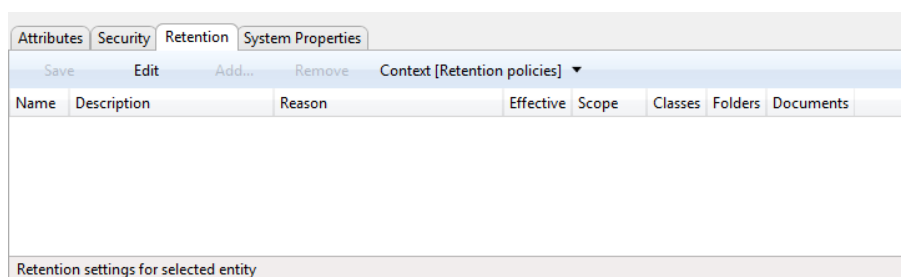 Attributes Security Retention System Properties
Save Edit Add... Remove Context [Retention policies]
Name Description Reason Effective Scope Classes Folders Documents
Retention settings for selected entity